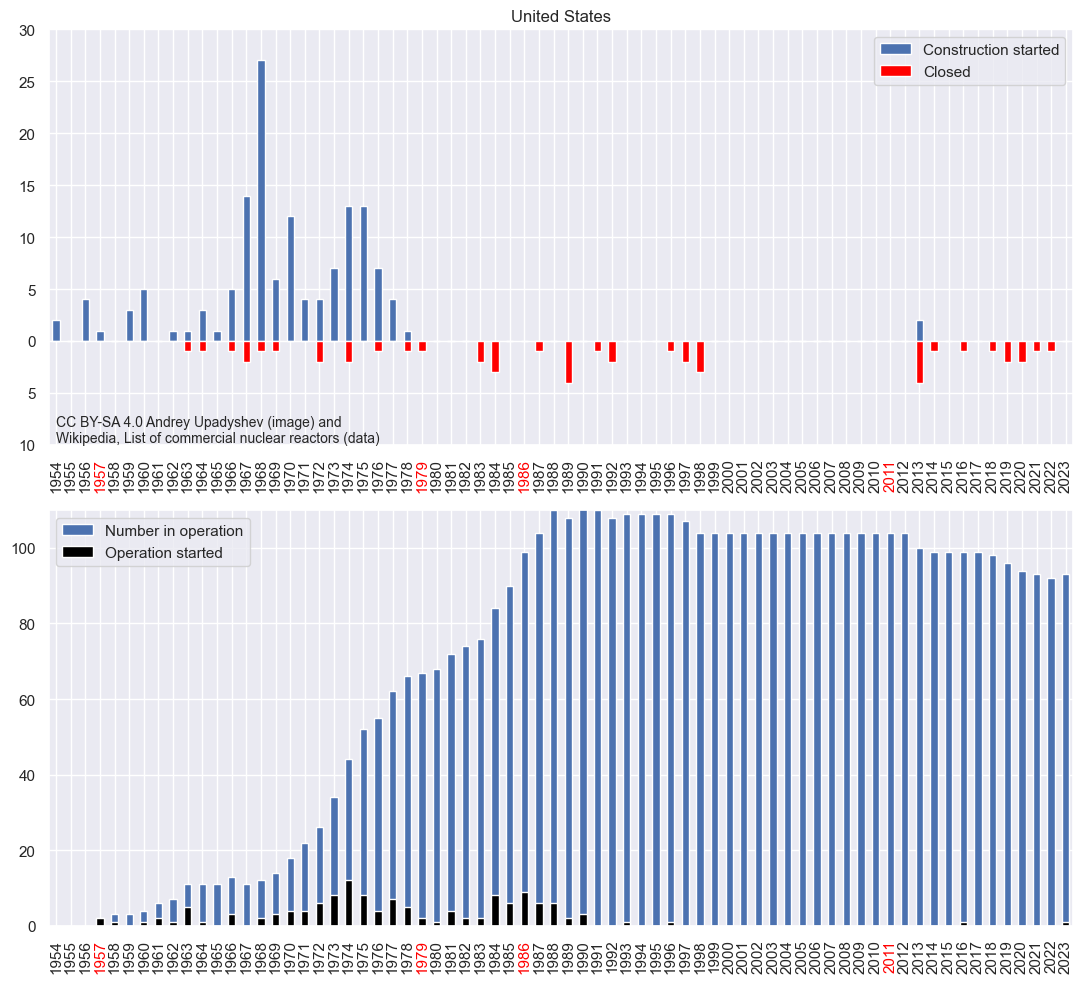 United States
30
25
20
15
10
5
0
5
10
Construction started
Closed
CC BY-SA 4.0 Andrey Upadyshev (image) and
Wikipedia, List of commercial nuclear reactors (data)
1954 1955 1956 1957 1958 1959 1960 1961 1962 1963 1964 1965 1966 1967 1968 1969 1970 1971 1972 1973 1974 1975 1976 1977 1978 1979 1980 1981 1982 1983 1984 1985 1986 1987 1988 1989 1990 1991 1992 1993 1994 1995 1996 1997 1998 1999 2000 2001 2002 2003 2004 2005 2006 2007 2008 2009 2010 2011 2012 2013 2014 2015 2016 2017 2018 2019 2020 2021 2022 2023
Number in operation
Operation started
100
80
60
40
20
0
1954 1955 1956 1957 1958 1959 1960 1961 1962 1963 1964 1965 1966 1967 1968 1969 1970 1971 1972 1973 1974 1975 1976 1977 1978 1979 1980 1981 1982 1983 1984 1985 1986 1987 1988 1989 1990 1991 1992 1993 1994 1995 1996 1997 1998 1999 2000 2001 2002 2003 2004 2005 2006 2007 2008 2009 2010 2011 2012 2013 2014 2015 2016 2017 2018 2019 2020 2021 2022 2023